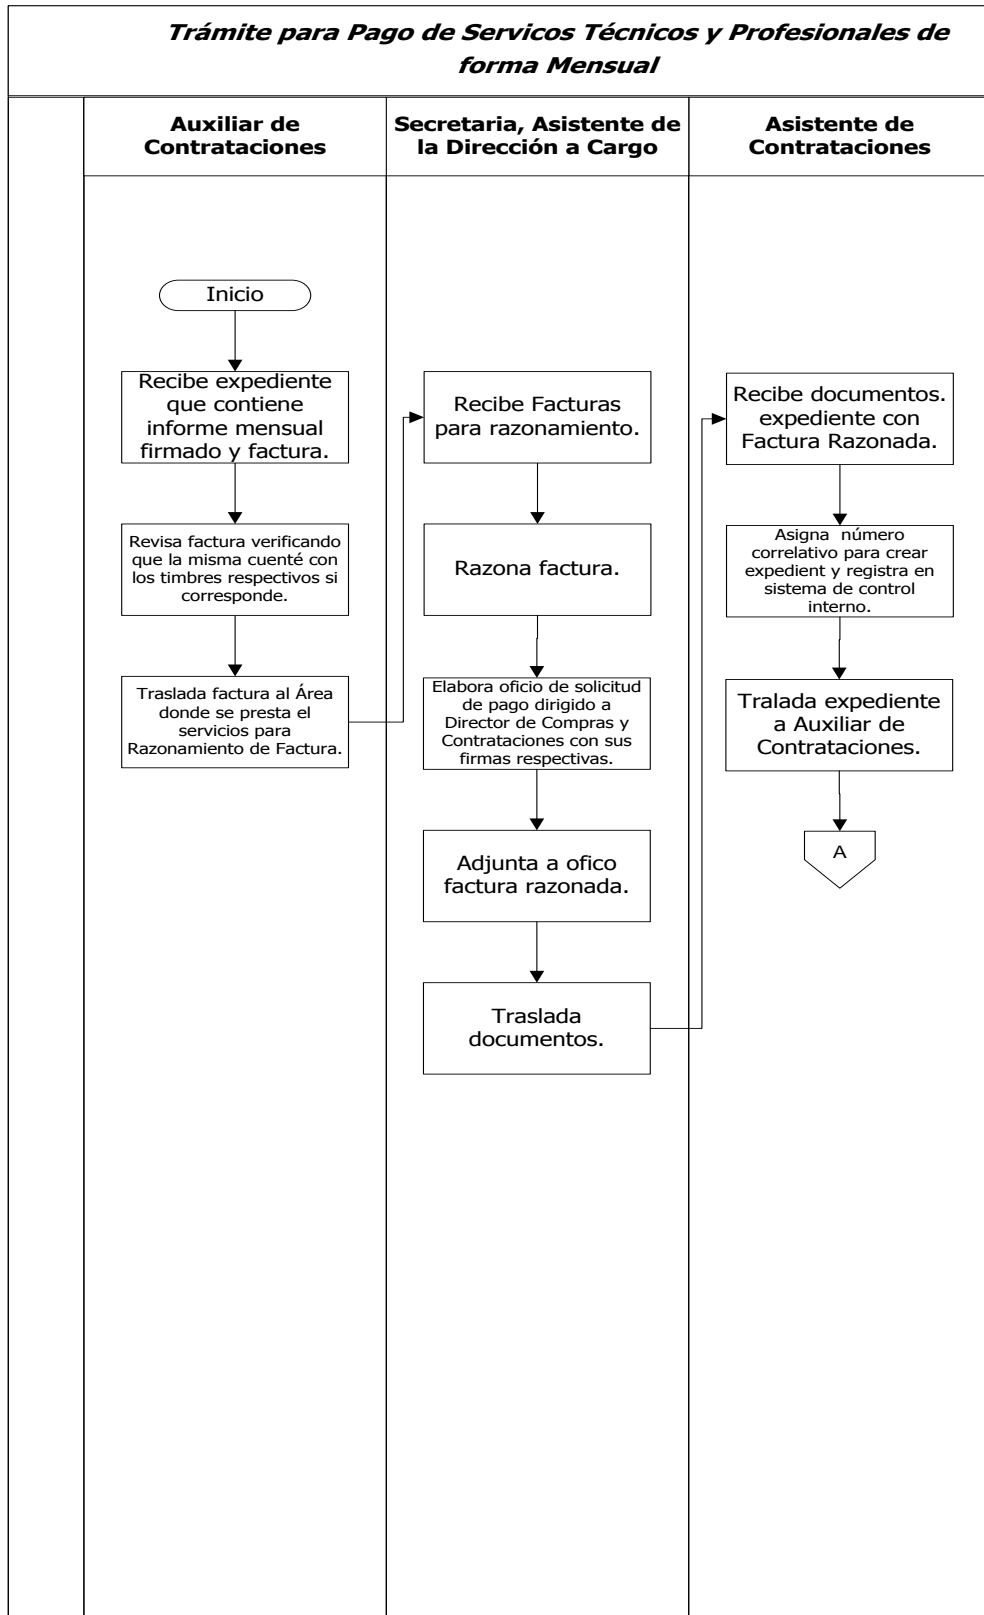 Trámite para Pago de Servicos Técnicos y Profesionales de
forma Mensual
Auxiliar de
Contrataciones
Secretaria, Asistente de
la Dirección a Cargo
Asistente de
Contrataciones
Inicio
Recibe expediente
que contiene
informe mensual
firmado y factura.
Revisa factura verificando
que la misma cuenté con
los timbres respectivos si
corresponde.
Traslada factura al Área
donde se presta el
servicios para
Razonamiento de Factura.
Recibe Facturas
para razonamiento.
Razona factura.
Elabora oficio de solicitud
de pago dirigido a
Director de Compras y
Contrataciones con sus
firmas respectivas.
Adjunta a ofico
factura razonada.
Traslada
documentos.
Recibe documentos.
expediente con
Factura Razonada.
Asigna número
correlativo para crear
expedient y registra en
sistema de control
interno.
Tralada expediente
a Auxiliar de
Contrataciones.
A